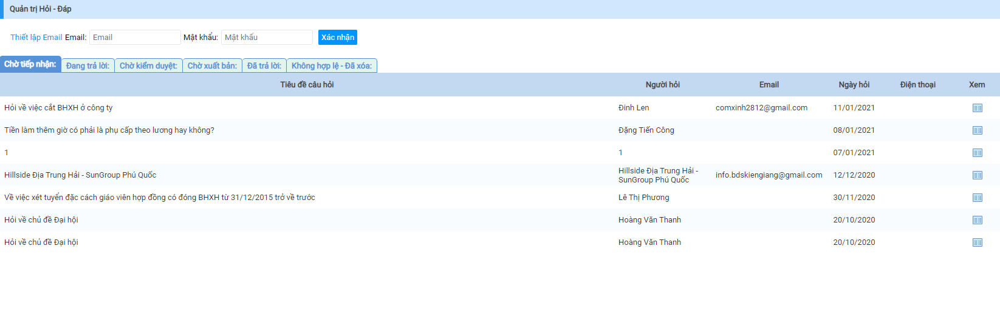 Quản trị Hỏi - Đáp
Thiết lập Email Email: Email Mật khẩu: Mật khẩu Xác nhận
Chờ tiếp nhận: Đang trả lời: Chờ kiểm duyệt: Chờ xuất bản: Đã trả lời: Không hợp lệ - Đã xóa:
Tiêu đề câu hỏi Người hỏi Email Ngày hỏi Điện thoại Xem
Hỏi về việc cắt BHXH ở công ty Đinh Len comxinh2812@gmail.com 11/01/2021
Tiền làm thêm giờ có phải là phụ cấp theo lương hay không? Đặng Tiến Công 08/01/2021
1 1 07/01/2021
Hillside Địa Trung Hải - SunGroup Phú Quốc Hillside Địa Trung Hải - info.bdskiengiang@gmail.com 12/12/2020
SunGroup Phú Quốc
Về việc xét tuyển đặc cách giáo viên hợp đồng có đóng BHXH từ 31/12/2015 trở về trước Lê Thị Phương 30/11/2020
Hỏi về chủ đề Đại hội Hoàng Văn Thanh 20/10/2020
Hỏi về chủ đề Đại hội Hoàng Văn Thanh 20/10/2020